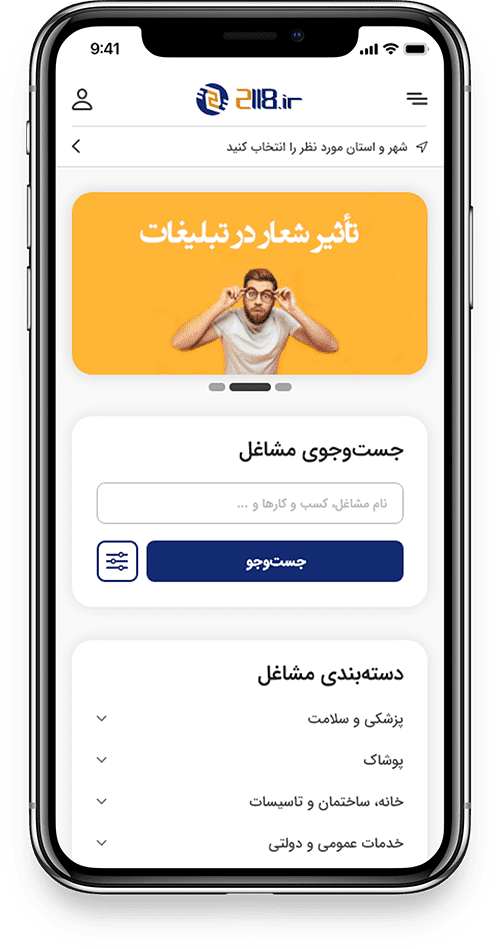 9:41
2118.ir
شهر و استان مورد نظر را انتخاب کنید
تأثیر شعار در تبلیغات
جست‌وجوی مشاغل
نام مشاغل، کسب و کارها و ...
جست‌وجو
دسته‌بندی مشاغل
پزشکی و سلامت
پوشاک
خانه، ساختمان و تاسیسات
خدمات عمومی و دولتی